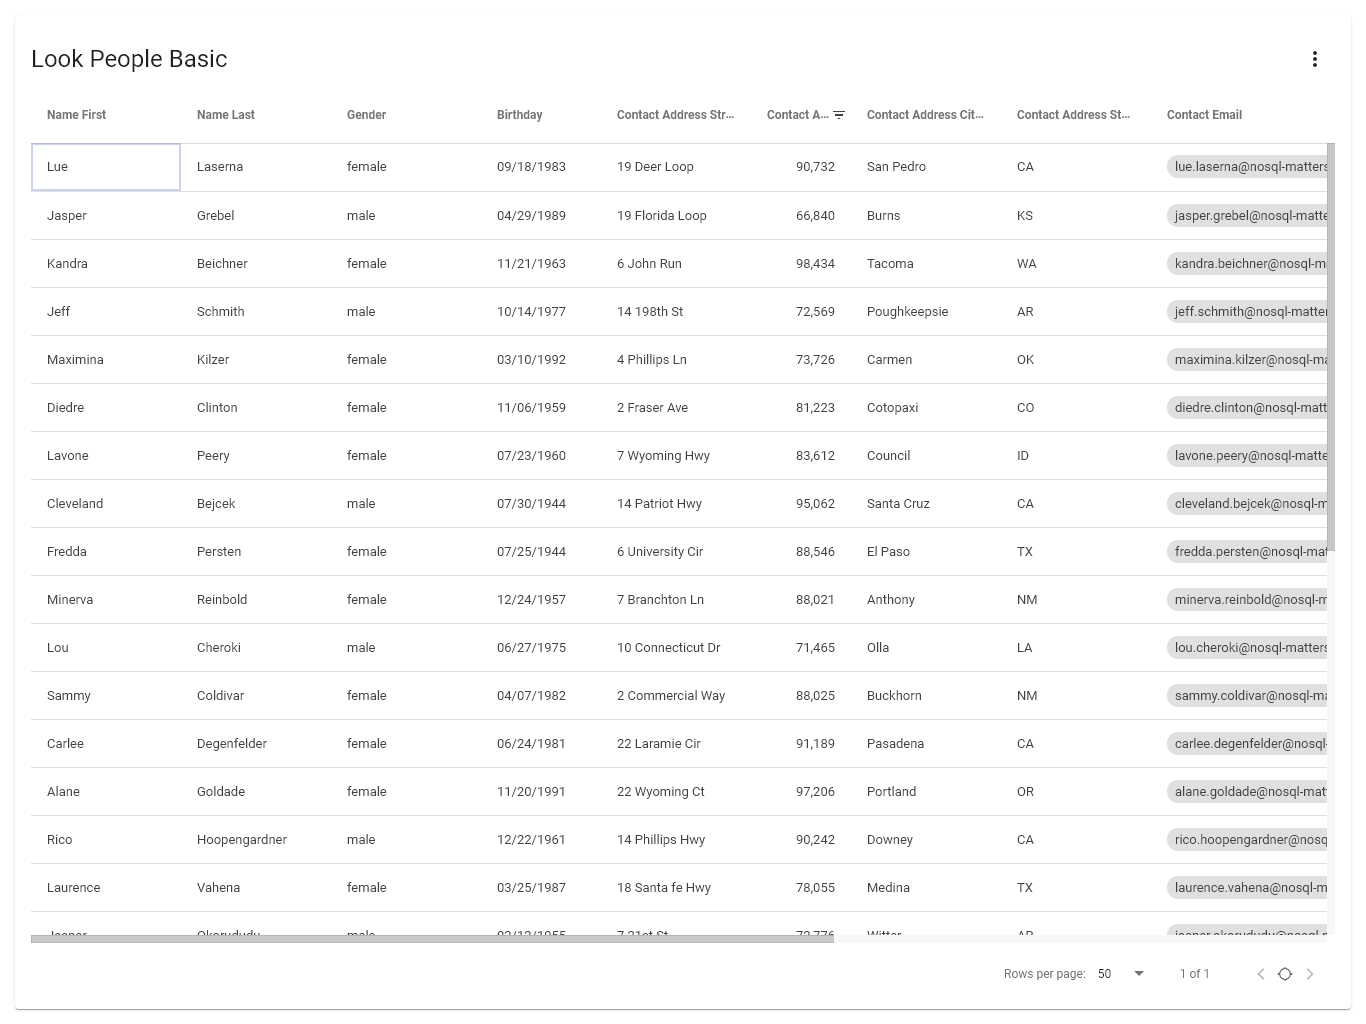 Look People Basic
Name First Name Last Gender Birthday Contact Address Str... Contact A... Contact Address Cit... Contact Address St... Contact Email
Lue Laserna female 09/18/1983 19 Deer Loop 90,732 San Pedro CA lue.laserna@nosql-matters
Jasper Grebel male 04/29/1989 19 Florida Loop 66,840 Burns KS jasper.grebel@nosql-matte
Kandra Beichner female 11/21/1963 6 John Run 98,434 Tacoma WA kandra.beichner@nosql-m
Jeff Schmith male 10/14/1977 14 198th St 72,569 Poughkeepsie AR jeff.schmith@nosql-matter
Maximina Kilzer female 03/10/1992 4 Phillips Ln 73,726 Carmen OK maximina.kilzer@nosql-ma
Diedre Clinton female 11/06/1959 2 Fraser Ave 81,223 Cotopaxi CO diedre.clinton@nosql-matt
Lavone Peery female 07/23/1960 7 Wyoming Hwy 83,612 Council ID lavone.peery@nosql-matte
Cleveland Bejcek male 07/30/1944 14 Patriot Hwy 95,062 Santa Cruz CA cleveland.bejcek@nosql-m
Fredda Persten female 07/25/1944 6 University Cir 88,546 El Paso TX fredda.persten@nosql-mat
Minerva Reinbold female 12/24/1957 7 Branchton Ln 88,021 Anthony NM minerva.reinbold@nosql-m
Lou Cheroki male 06/27/1975 10 Connecticut Dr 71,465 Olla LA lou.cheroki@nosql-matters
Sammy Coldivar female 04/07/1982 2 Commercial Way 88,025 Buckhorn NM sammy.coldivar@nosql-ma
Carlee Degenfelder female 06/24/1981 22 Laramie Cir 91,189 Pasadena CA carlee.degenfelder@nosql-
Alane Goldade female 11/20/1991 22 Wyoming Ct 97,206 Portland OR alane.goldade@nosql-mat
Rico Hoopengardner male 12/22/1961 14 Phillips Hwy 90,242 Downey CA rico.hoopengardner@nosq
Laurence Vahena female 03/25/1987 18 Santa fe Hwy 78,055 Medina TX laurence.vahena@nosql-m
Jasper male 7 21st St Witter AR
Rows per page: 50 1 of 1